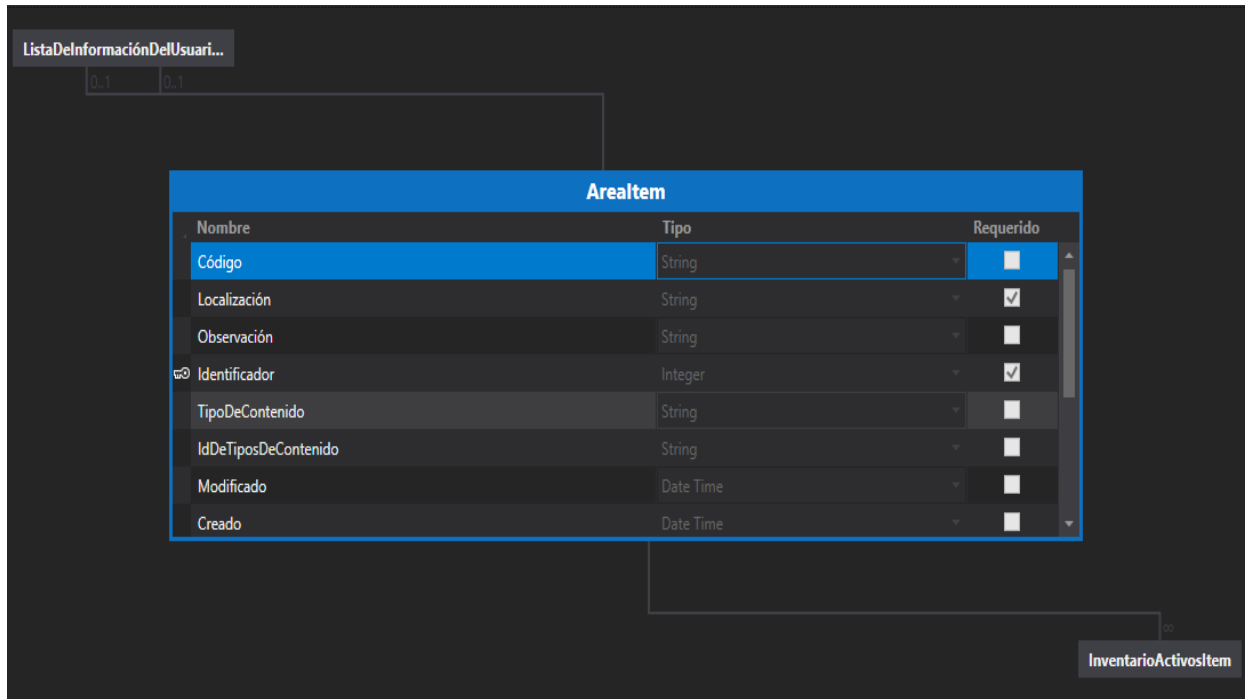 ListaDeInformaciónDelUsuari...
0..1 0..1
AreaItem
Nombre Tipo Requerido
Código String
Localización String
Observación String
Identificador Integer
TipoDeContenido String
IdDeTiposDeContenido String
Modificado Date Time
Creado Date Time
∞
InventarioActivosItem